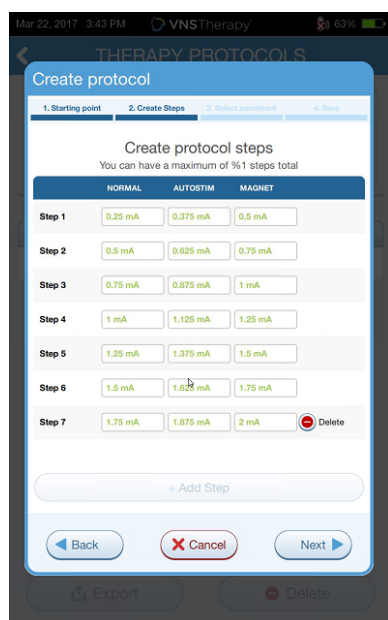 Mar 22, 2017 3:43 PM VNSTherapy 63%
THERAPY PROTOCOLS
Create protocol
1. Starting point 2. Create Steps 3. Select parameters 4. Save
Create protocol steps
You can have a maximum of %1 steps total
NORMAL AUTOSTIM MAGNET
Step 1 0.25 mA 0.375 mA 0.5 mA
Step 2 0.5 mA 0.625 mA 0.75 mA
Step 3 0.75 mA 0.875 mA 1 mA
Step 4 1 mA 1.125 mA 1.25 mA
Step 5 1.25 mA 1.375 mA 1.5 mA
Step 6 1.5 mA 1.625 mA 1.75 mA
Step 7 1.75 mA 1.875 mA 2 mA Delete
+ Add Step
Back Cancel Next
Export Delete